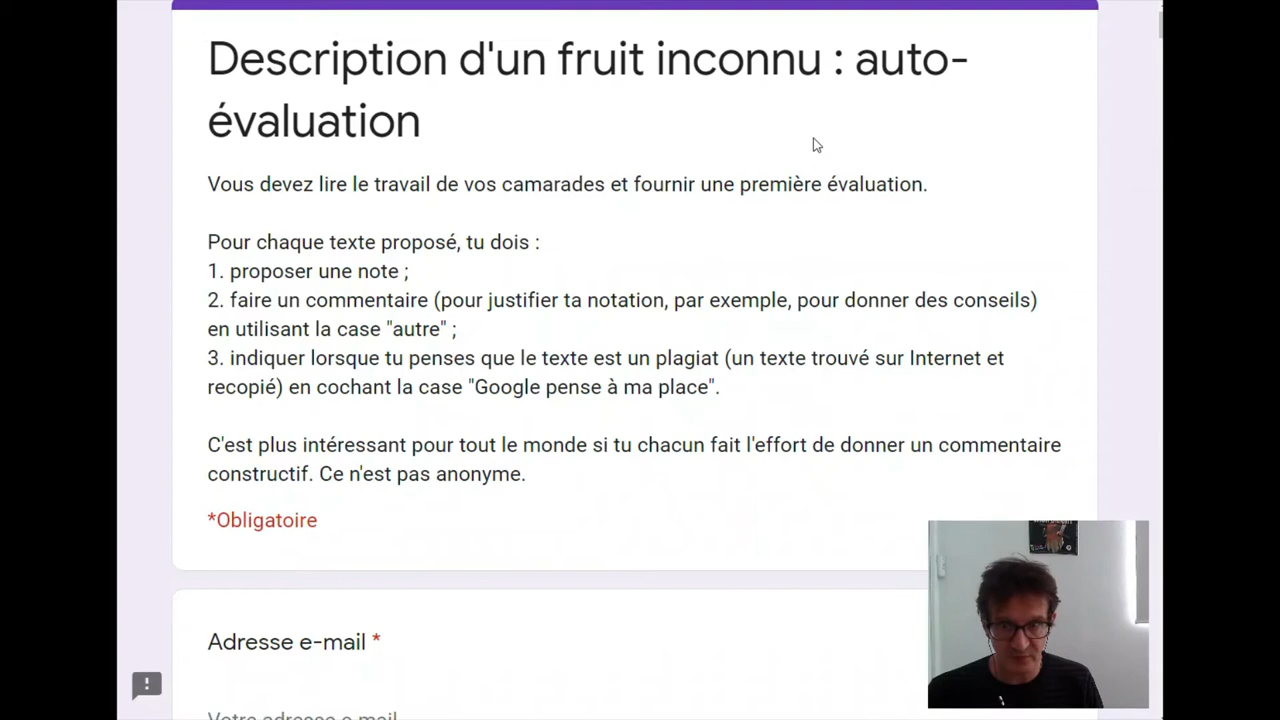 Description d'un fruit inconnu : auto-
évaluation
Vous devez lire le travail de vos camarades et fournir une première évaluation.
Pour chaque texte proposé, tu dois :
1. proposer une note ;
2. faire un commentaire (pour justifier ta notation, par exemple, pour donner des conseils)
en utilisant la case "autre" ;
3. indiquer lorsque tu penses que le texte est un plagiat (un texte trouvé sur Internet et
recopié) en cochant la case "Google pense à ma place".
C'est plus intéressant pour tout le monde si tu chacun fait l'effort de donner un commentaire
constructif. Ce n'est pas anonyme.
*Obligatoire
Adresse e-mail *
Votre adresse e-mail